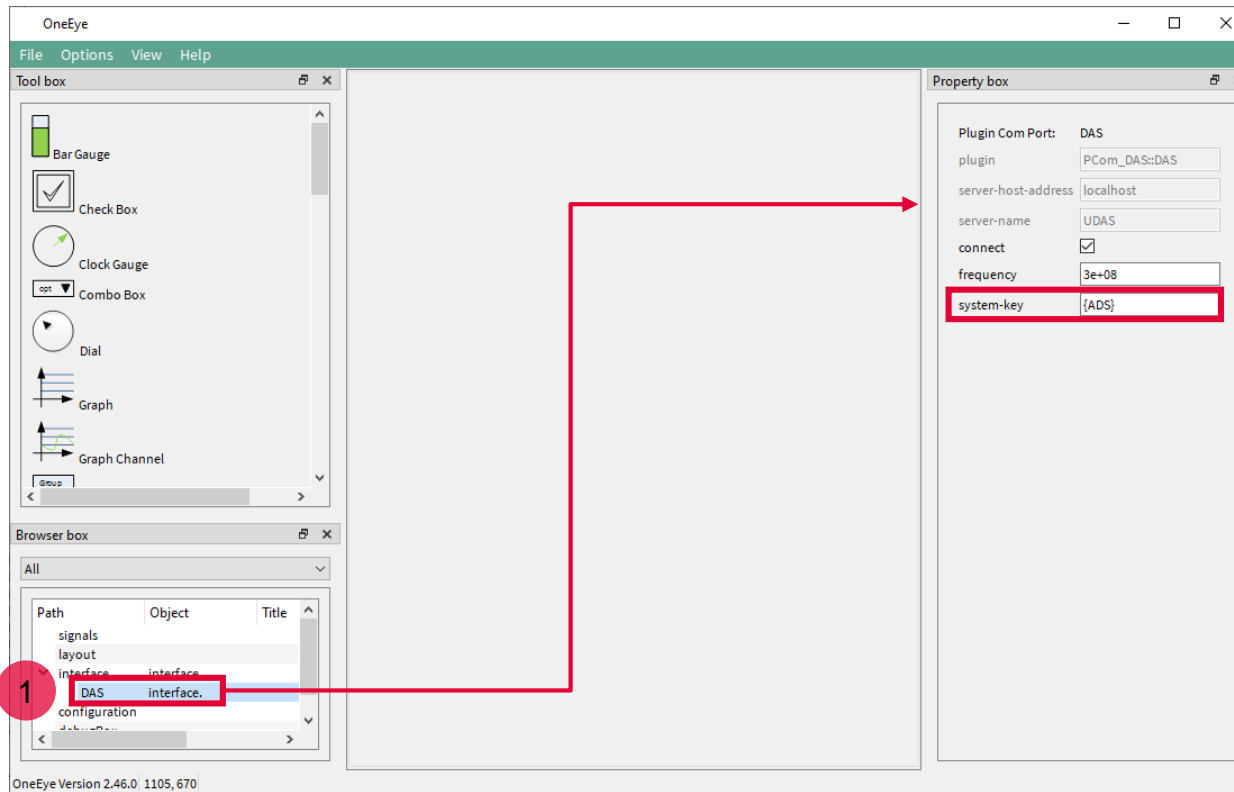 OneEye
File Options View Help
Tool box
Bar Gauge
Check Box
Clock Gauge
opt
Combo Box
Dial
Graph
Graph Channel
Group
Browser box
All
Path Object Title
signals
layout
interface interface
DAS interface.
configuration
debugBox
1
OneEye Version 2.46.0 1105, 670
Property box
Plugin Com Port: DAS
plugin PCom_DAS::DAS
server-host-address localhost
server-name UDAS
connect
frequency 3e+08
system-key {ADS}